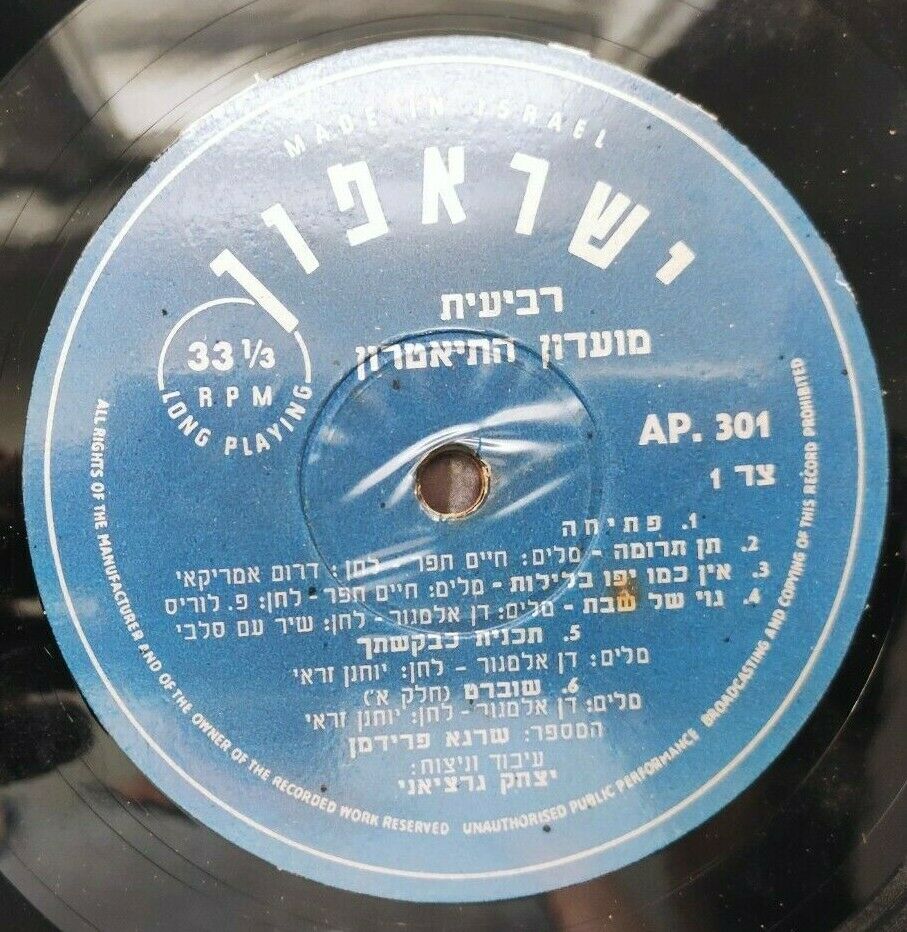 MADE IN ISRAEL
ישראפון
רביעית
מועדון התיאטרון
33 1/3
RPM
LONG PLAYING
AP. 301
צד 1
1. פתיחה
2. תן תרומה - מלים: חיים חפר - לחן: דרום אמריקאי
3. אין כמו יפו בלילות - מלים: חיים חפר - לחן: פ. לוריס
4. גוי של שבת - מלים: דן אלמגור - לחן: שיר עם סלבי
5. תכנית כבקשתך
מלים: דן אלמגור - לחן: יוחנן זראי
6. שוברט (חלק א')
מלים: דן אלמגור - לחן: יוחנן זראי
המספר: שרגא פרידמן
עיבוד וניצוח:
יצחק גרציאני
ALL RIGHTS OF THE MANUFACTURER AND OF THE OWNER OF THE RECORDED WORK RESERVED UNAUTHORISED PUBLIC PERFORMANCE BROADCASTING AND COPYING OF THIS RECORD PROHIBITED